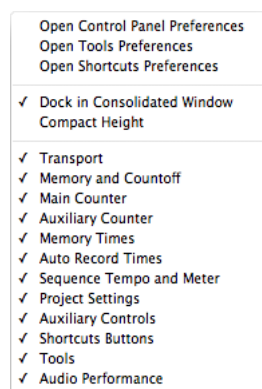 Open Control Panel Preferences
Open Tools Preferences
Open Shortcuts Preferences
✓ Dock in Consolidated Window
Compact Height
✓ Transport
✓ Memory and Countoff
✓ Main Counter
✓ Auxiliary Counter
✓ Memory Times
✓ Auto Record Times
✓ Sequence Tempo and Meter
✓ Project Settings
✓ Auxiliary Controls
✓ Shortcuts Buttons
✓ Tools
✓ Audio Performance